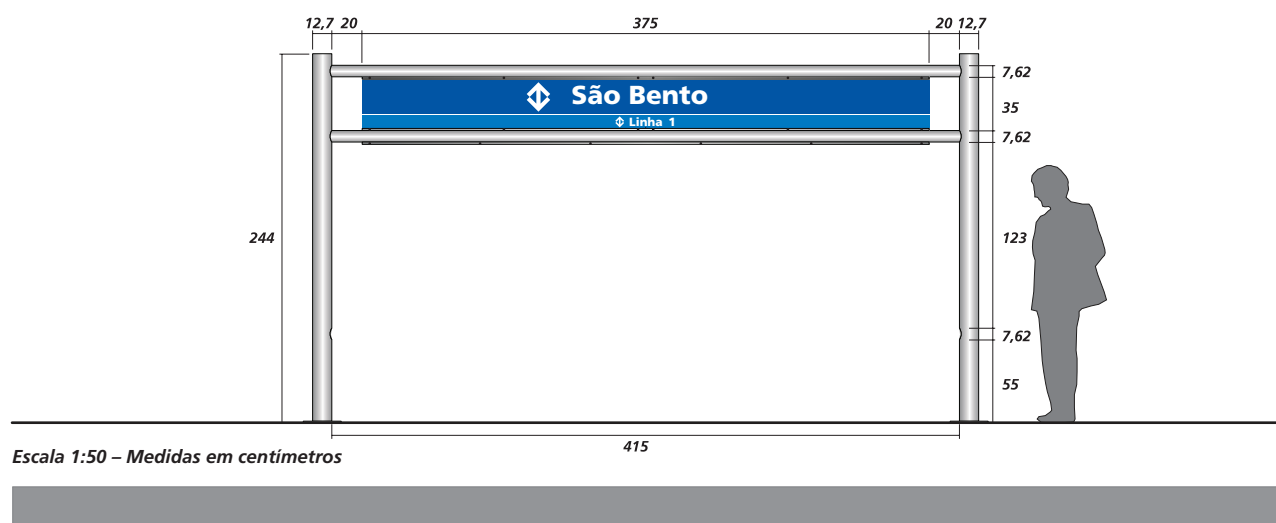 12,7 20 375 20 12,7
7,62
São Bento
35
Linha 1
7,62
244
123
7,62
55
415
Escala 1:50 – Medidas em centímetros